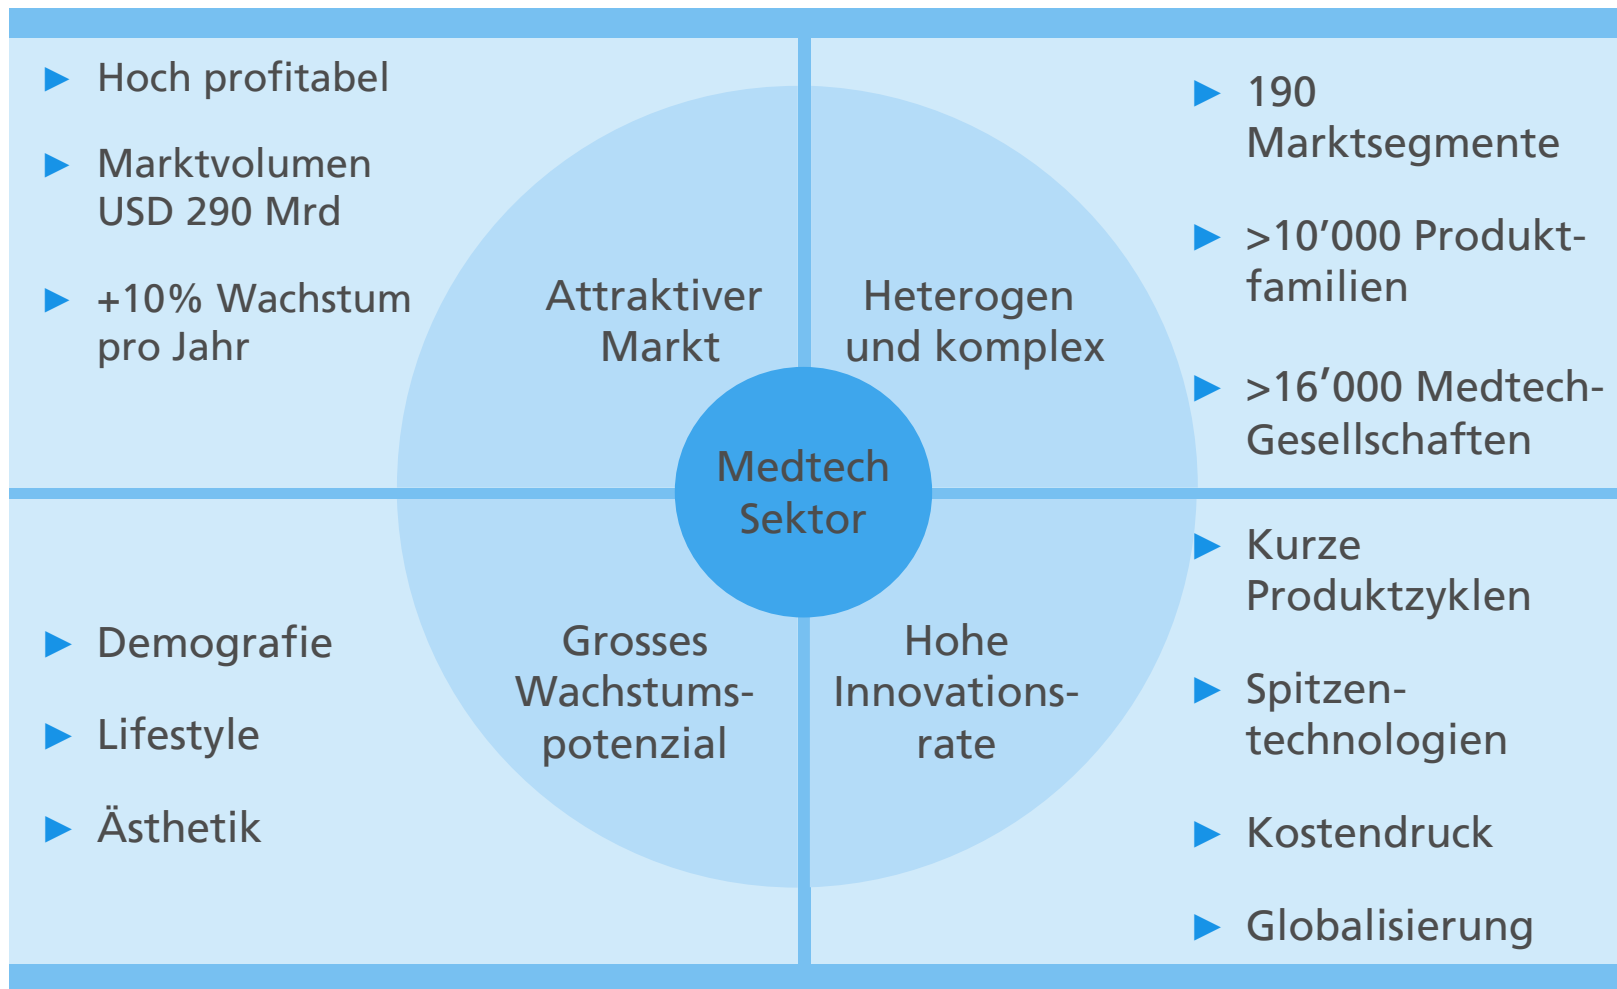 Hoch profitabel
Marktvolumen
USD 290 Mrd
+10% Wachstum
pro Jahr
Attraktiver
Markt
Heterogen
und komplex
190
Marktsegmente
>10’000 Produkt-
familien
>16’000 Medtech-
Gesellschaften
Medtech
Sektor
Demografie
Lifestyle
Ästhetik
Grosses
Wachstums-
potenzial
Hohe
Innovations-
rate
Kurze
Produktzyklen
Spitzen-
technologien
Kostendruck
Globalisierung